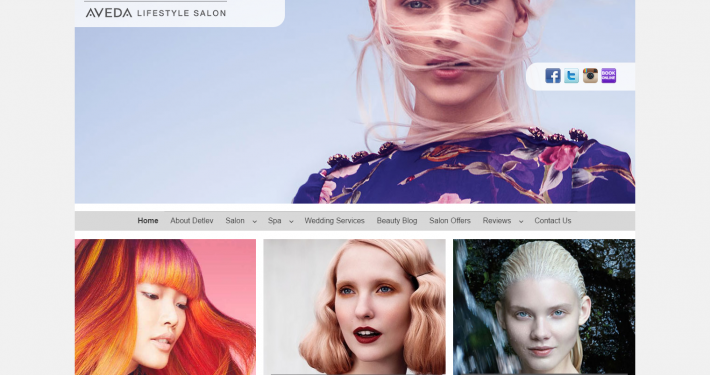 AVEDA LIFESTYLE SALON
BOOK ONLINE
Home About Detlev Salon Spa Wedding Services Beauty Blog Salon Offers Reviews Contact Us